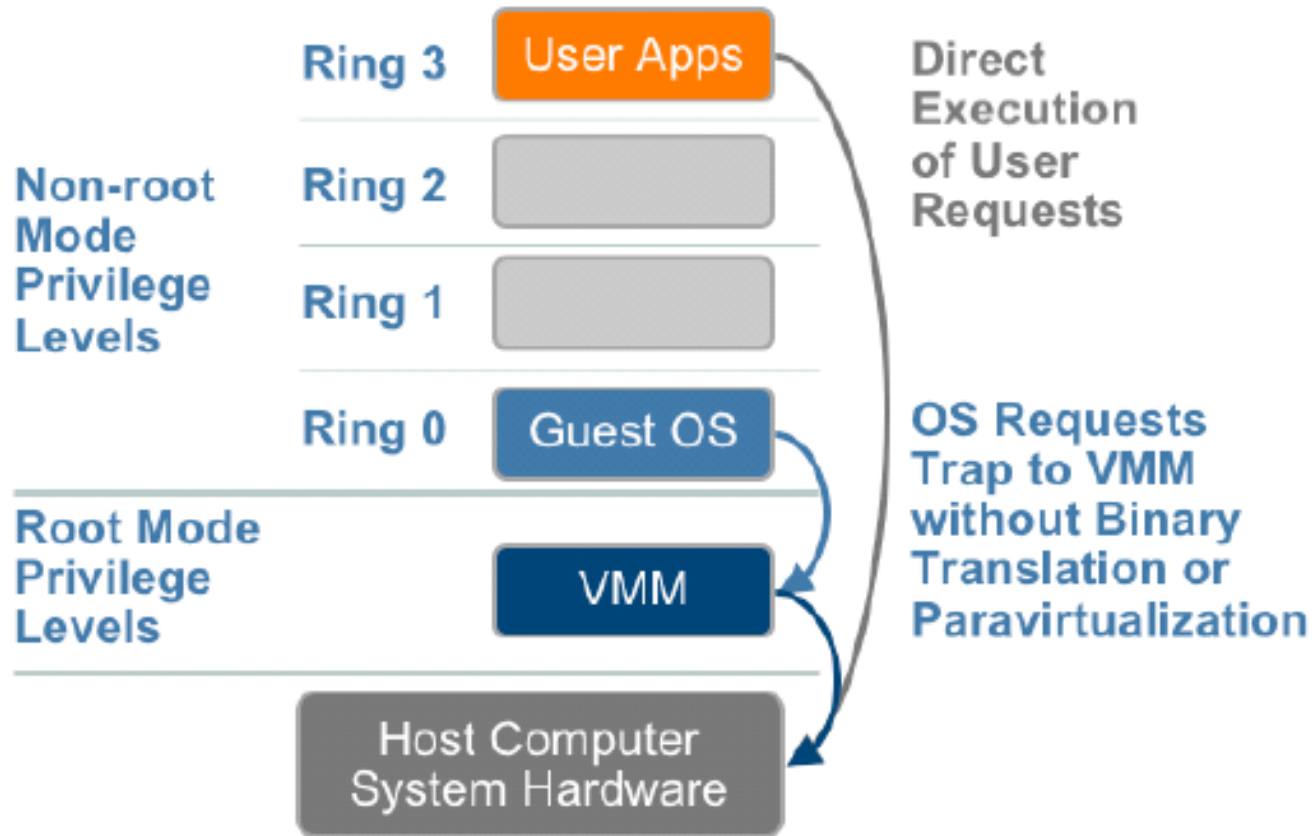 Ring 3
User Apps
Direct
Execution
of User
Requests
Non-root
Mode
Privilege
Levels
Ring 2
Ring 1
Ring 0
Guest OS
OS Requests
Trap to VMM
without Binary
Translation or
Paravirtualization
Root Mode
Privilege
Levels
VMM
Host Computer
System Hardware